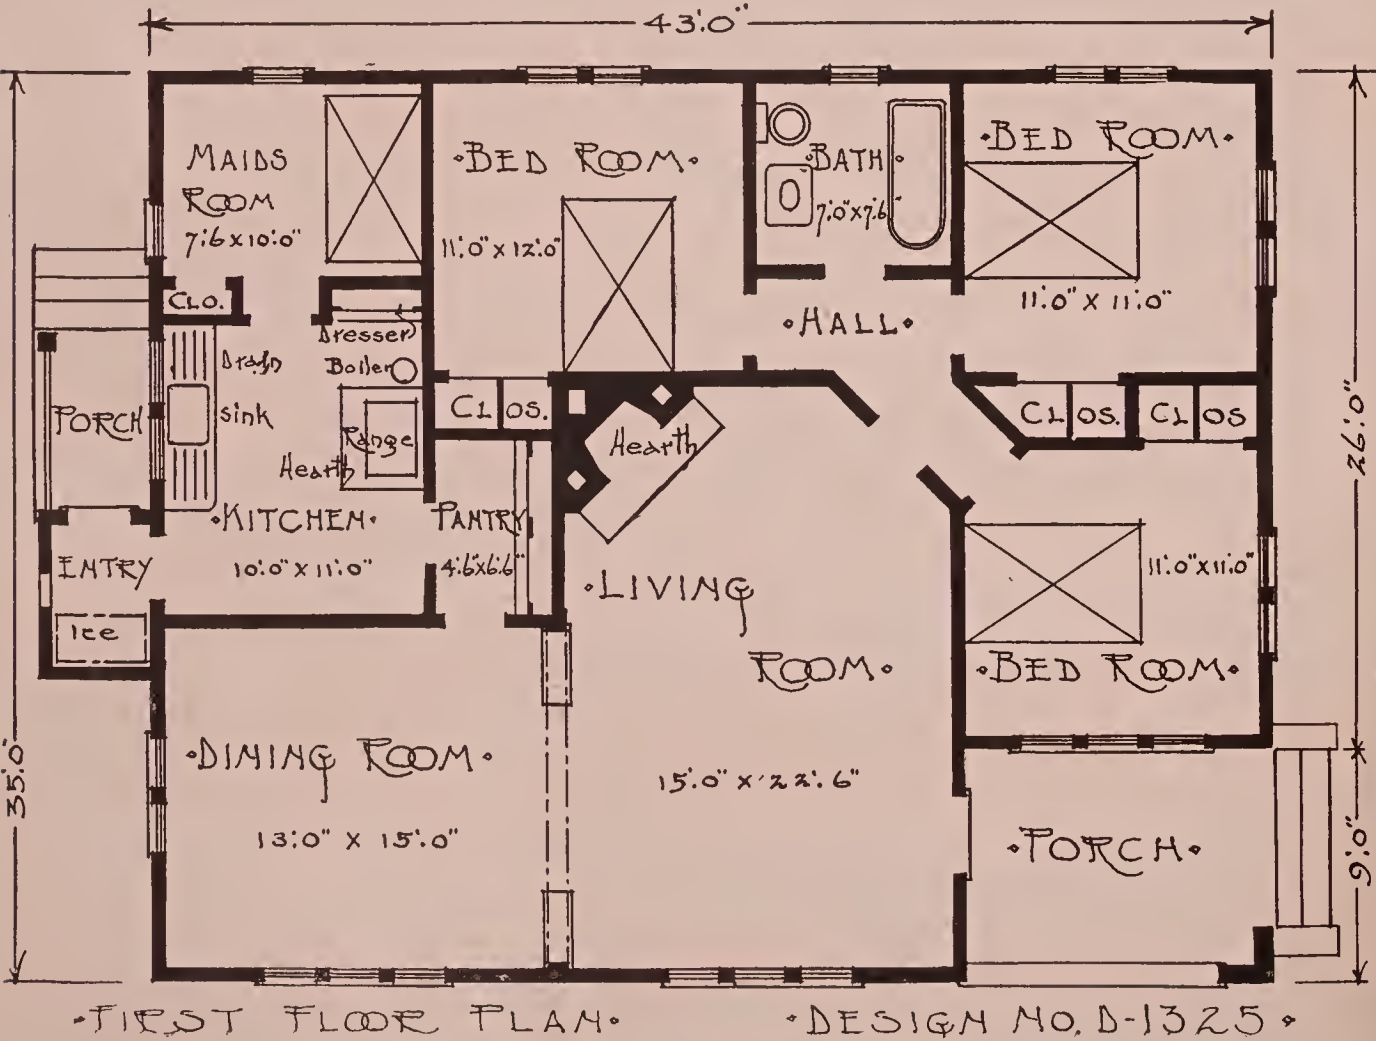 43'.0"
MAIDS
ROOM
7'.6 x 10'.0"
·BED ROOM·
11'.0" x 12'.0"
·BATH·
7'.0" x 7'.6"
·BED ROOM·
11'.0" X 11'.0"
CLO.
·HALL·
Dresser
Boiler
Drain
sink
Range
Hearth
PORCH
CL OS.
Hearth
CL OS.
CL OS
26'.0"
·KITCHEN·
10'.0" X 11'.0"
PANTRY
4'.6"x6'.6"
ENTRY
Ice
·LIVING
ROOM·
15'.0" x 22'.6"
11'.0"x11'.0"
·BED ROOM·
35'.0"
·DINING ROOM·
13'.0" X 15'.0"
·PORCH·
9'.0"
·FIRST FLOOR PLAN·
·DESIGN NO. D-1325·